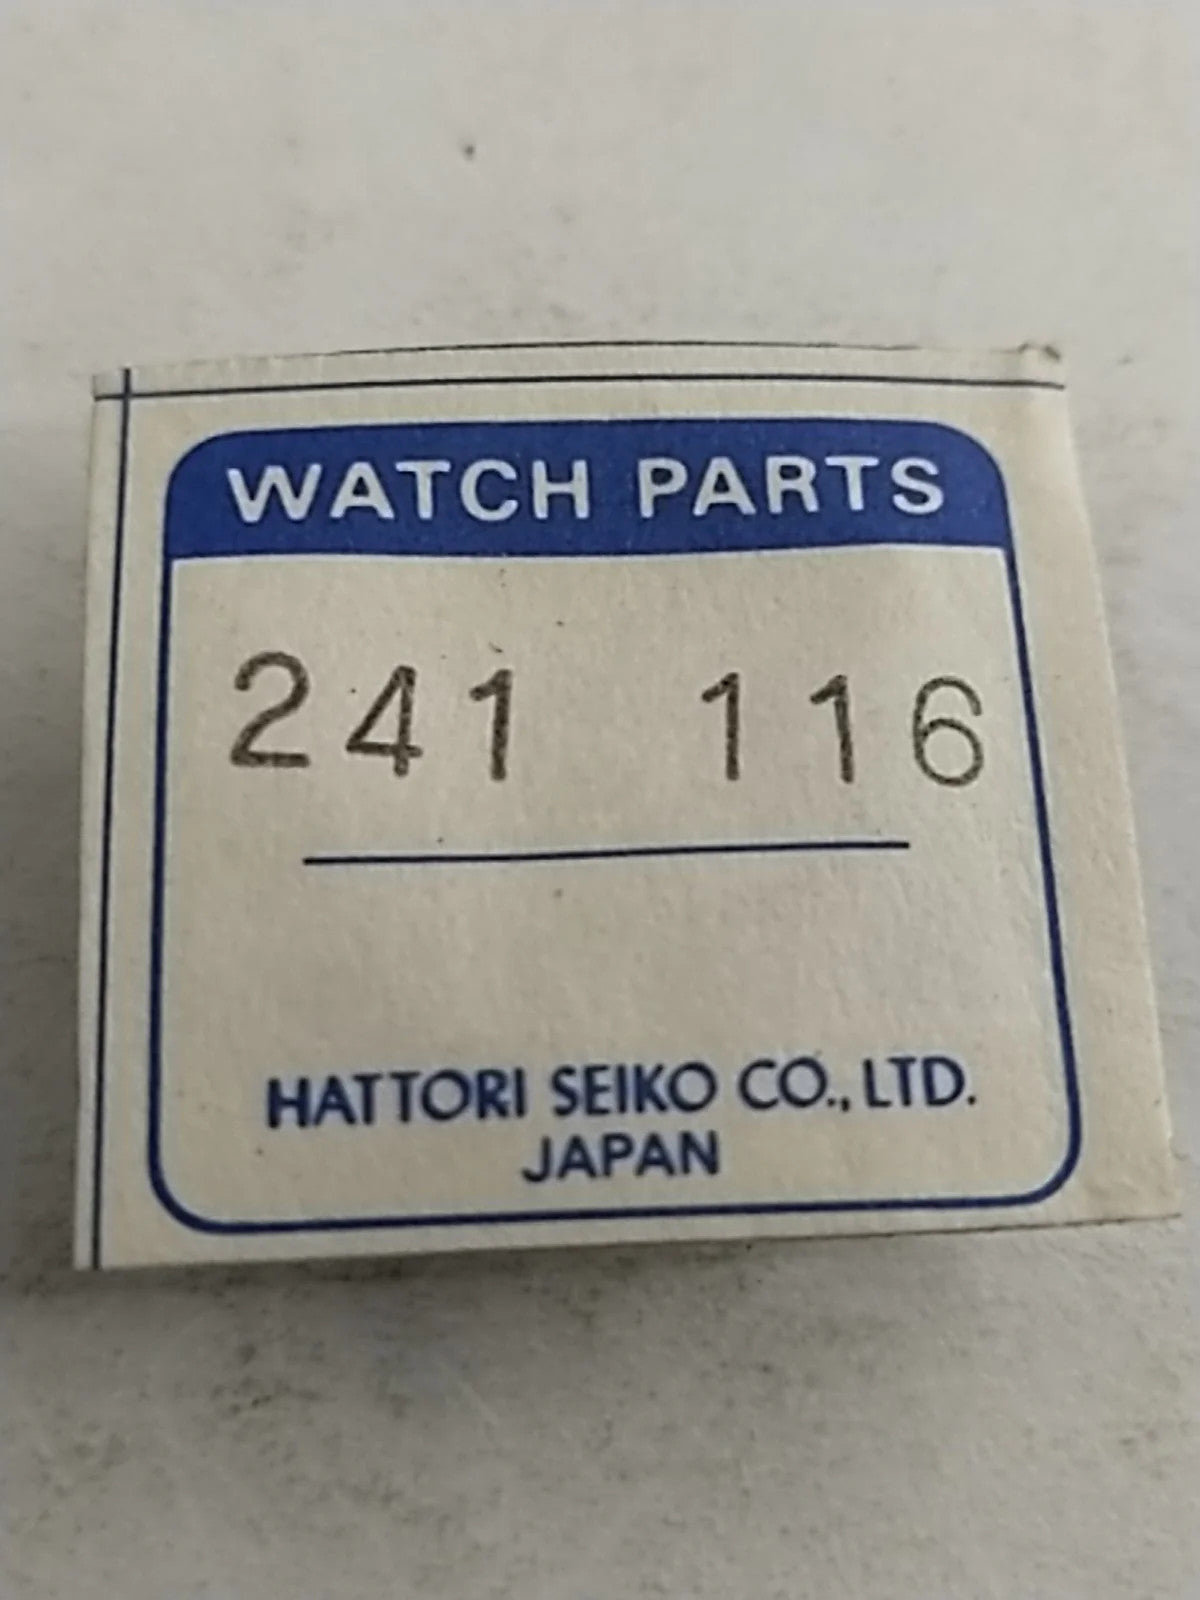 WATCH PARTS
241 116
HATTORI SEIKO CO., LTD.
JAPAN